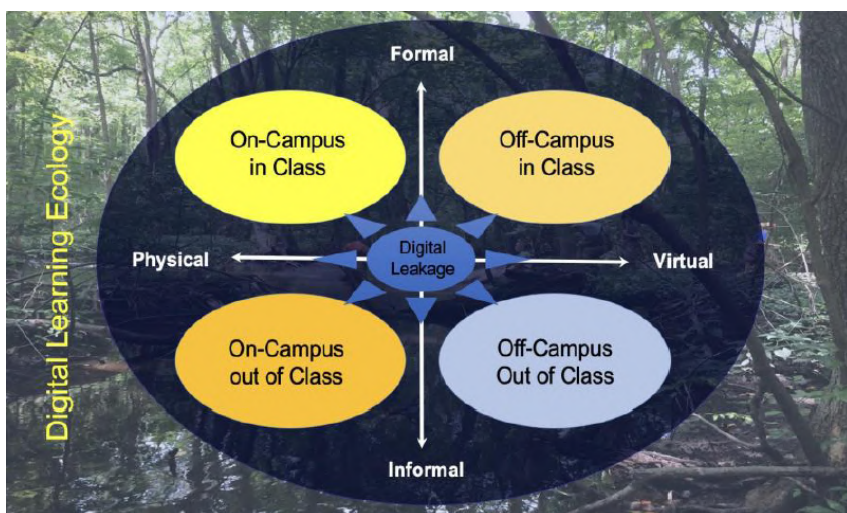 Digital Learning Ecology
Formal
On-Campus
in Class
Off-Campus
in Class
Physical
Digital
Leakage
Virtual
On-Campus
out of Class
Off-Campus
Out of Class
Informal